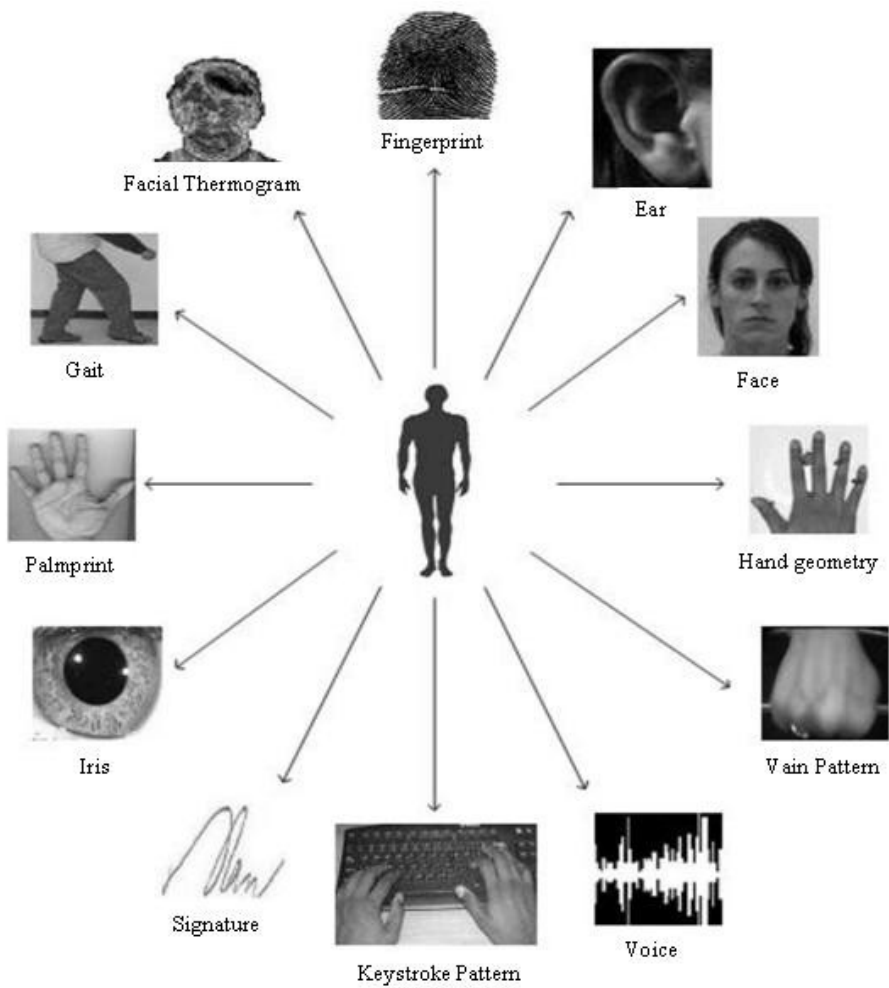 Fingerprint
Facial Thermogram
Ear
Gait
Face
Palmprint
Hand geometry
Iris
Vain Pattern
Signature
Voice
Keystroke Pattern